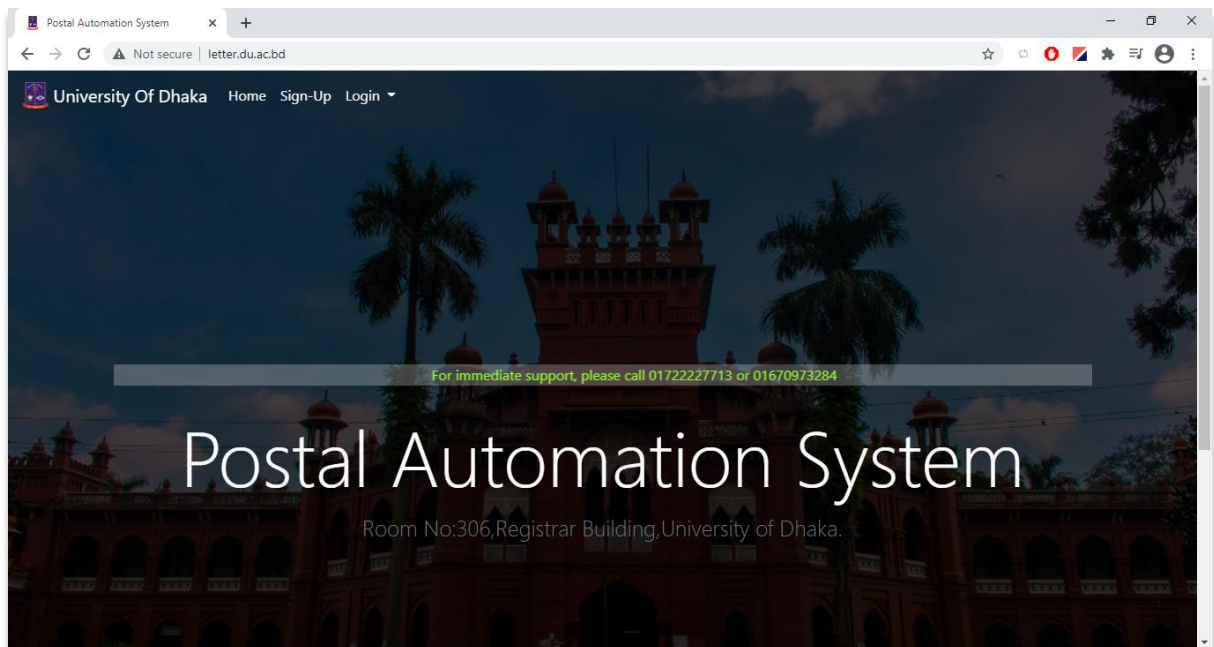 Postal Automation System
Not secure | letter.du.ac.bd
University Of Dhaka Home Sign-Up Login
For immediate support, please call 01722227713 or 01670973284
Postal Automation System
Room No:306,Registrar Building,University of Dhaka.